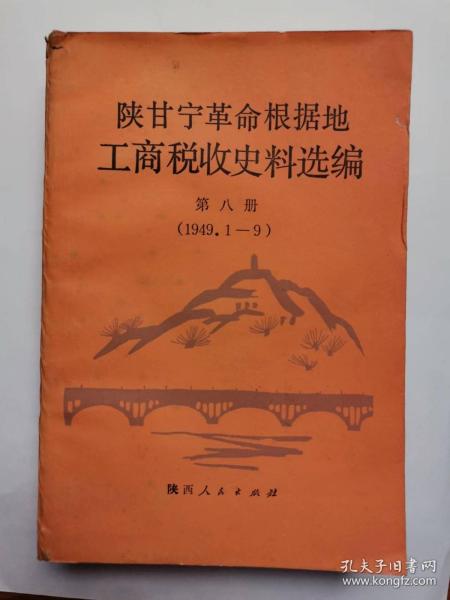 陕甘宁革命根据地
工商税收史料选编
第八册
(1949.1—9)
陕西人民出版社
孔夫子旧书网
www.kongfz.com